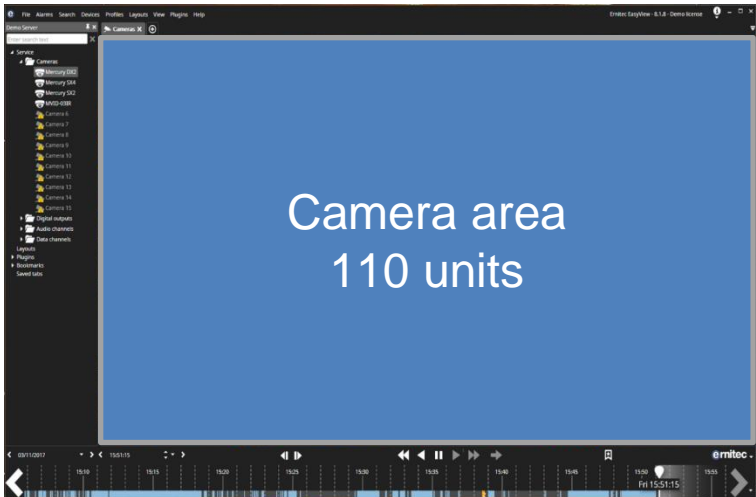 File Alarms Search Devices Profiles Layouts View Plugins Help
Ernitec EasyView - 8.1.8 - Demo license
Demo Server
Cameras
Enter search text
Service
Cameras
Mercury DX2
Mercury SX4
Mercury SX2
MVID-03IR
Camera 6
Camera 7
Camera 8
Camera 9
Camera 10
Camera 11
Camera 12
Camera 13
Camera 14
Camera 15
Digital outputs
Audio channels
Data channels
Layouts
Plugins
Bookmarks
Saved tabs
Camera area
110 units
03/11/2017
15:51:15
ernitec
15:10 15:15 15:20 15:25 15:30 15:35 15:40 15:45 15:50 15:55
Fri 15:51:15